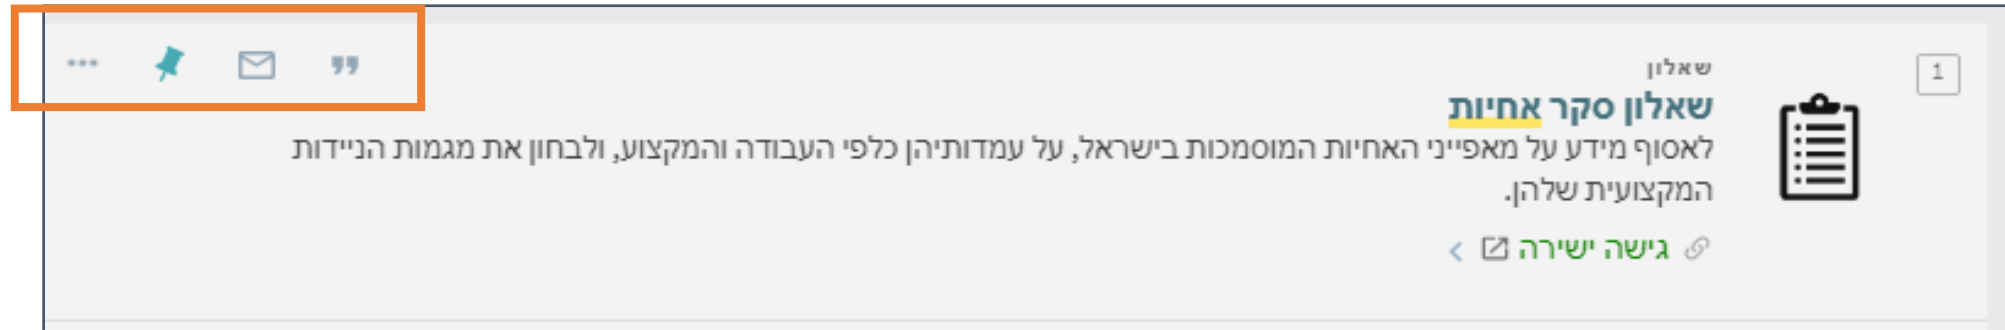 1
שאלון
שאלון סקר אחיות
לאסוף מידע על מאפייני האחיות המוסמכות בישראל, על עמדותיהן כלפי העבודה והמקצוע, ולבחון את מגמות הניידות
המקצועית שלהן.
גישה ישירה